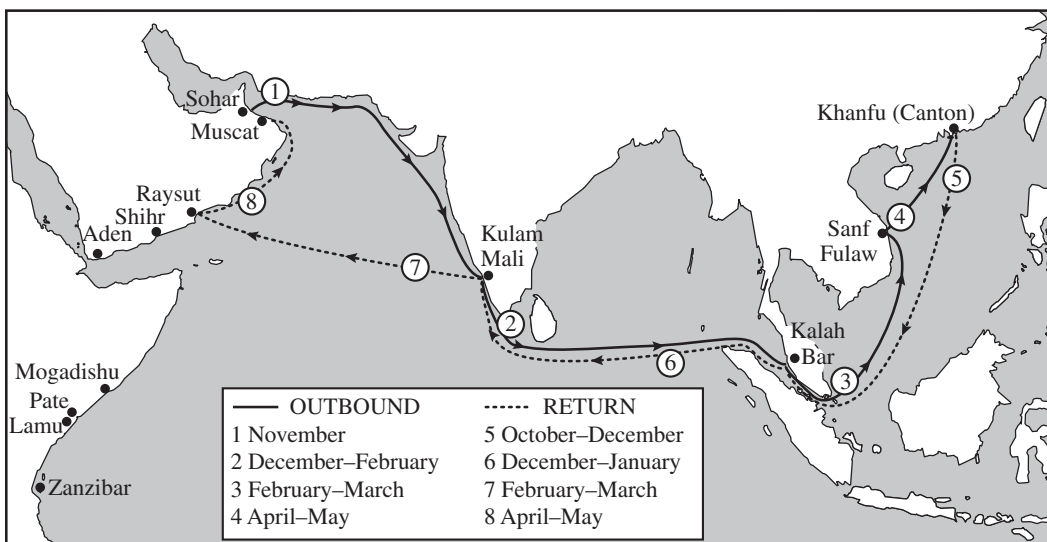 Sohar
1
Muscat
Khanfu (Canton)
5
Raysut
8
Shihr
Aden
4
Sanf
Fulaw
Kulam
Mali
7
2
Kalah
Bar
6
3
Mogadishu
Pate
Lamu
Zanzibar
OUTBOUND
1 November
2 December–February
3 February–March
4 April–May
RETURN
5 October–December
6 December–January
7 February–March
8 April–May